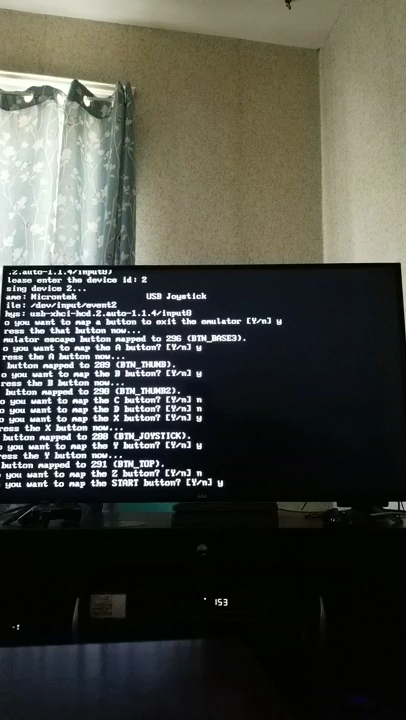 .2.auto-1.1.4/input0)
lease enter the device id: 2
sing device 2...
ame: Microntek USB Joystick
ile: /dev/input/event2
hys: usb-xhci-hcd.2.auto-1.1.4/input0
o you want to map a button to exit the emulator [Y/n] y
ress the that button now...
mulator escape button mapped to 296 (BTN_BASE3).
o you want to map the A button? [Y/n] y
ress the A button now...
button mapped to 289 (BTN_THUMB).
o you want to map the B button? [Y/n] y
ress the B button now...
button mapped to 290 (BTN_THUMB2).
o you want to map the C button? [Y/n] n
o you want to map the D button? [Y/n] n
o you want to map the X button? [Y/n] y
ress the X button now...
button mapped to 288 (BTN_JOYSTICK).
o you want to map the Y button? [Y/n] y
ress the Y button now...
button mapped to 291 (BTN_TOP).
o you want to map the Z button? [Y/n] n
o you want to map the START button? [Y/n] y
153